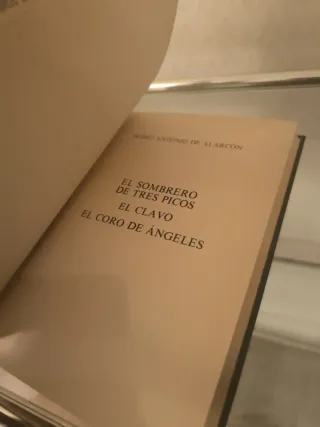 PEDRO ANTONIO DE ALARCÓN
EL SOMBRERO
DE TRES PICOS
EL CLAVO
EL CORO DE ÁNGELES